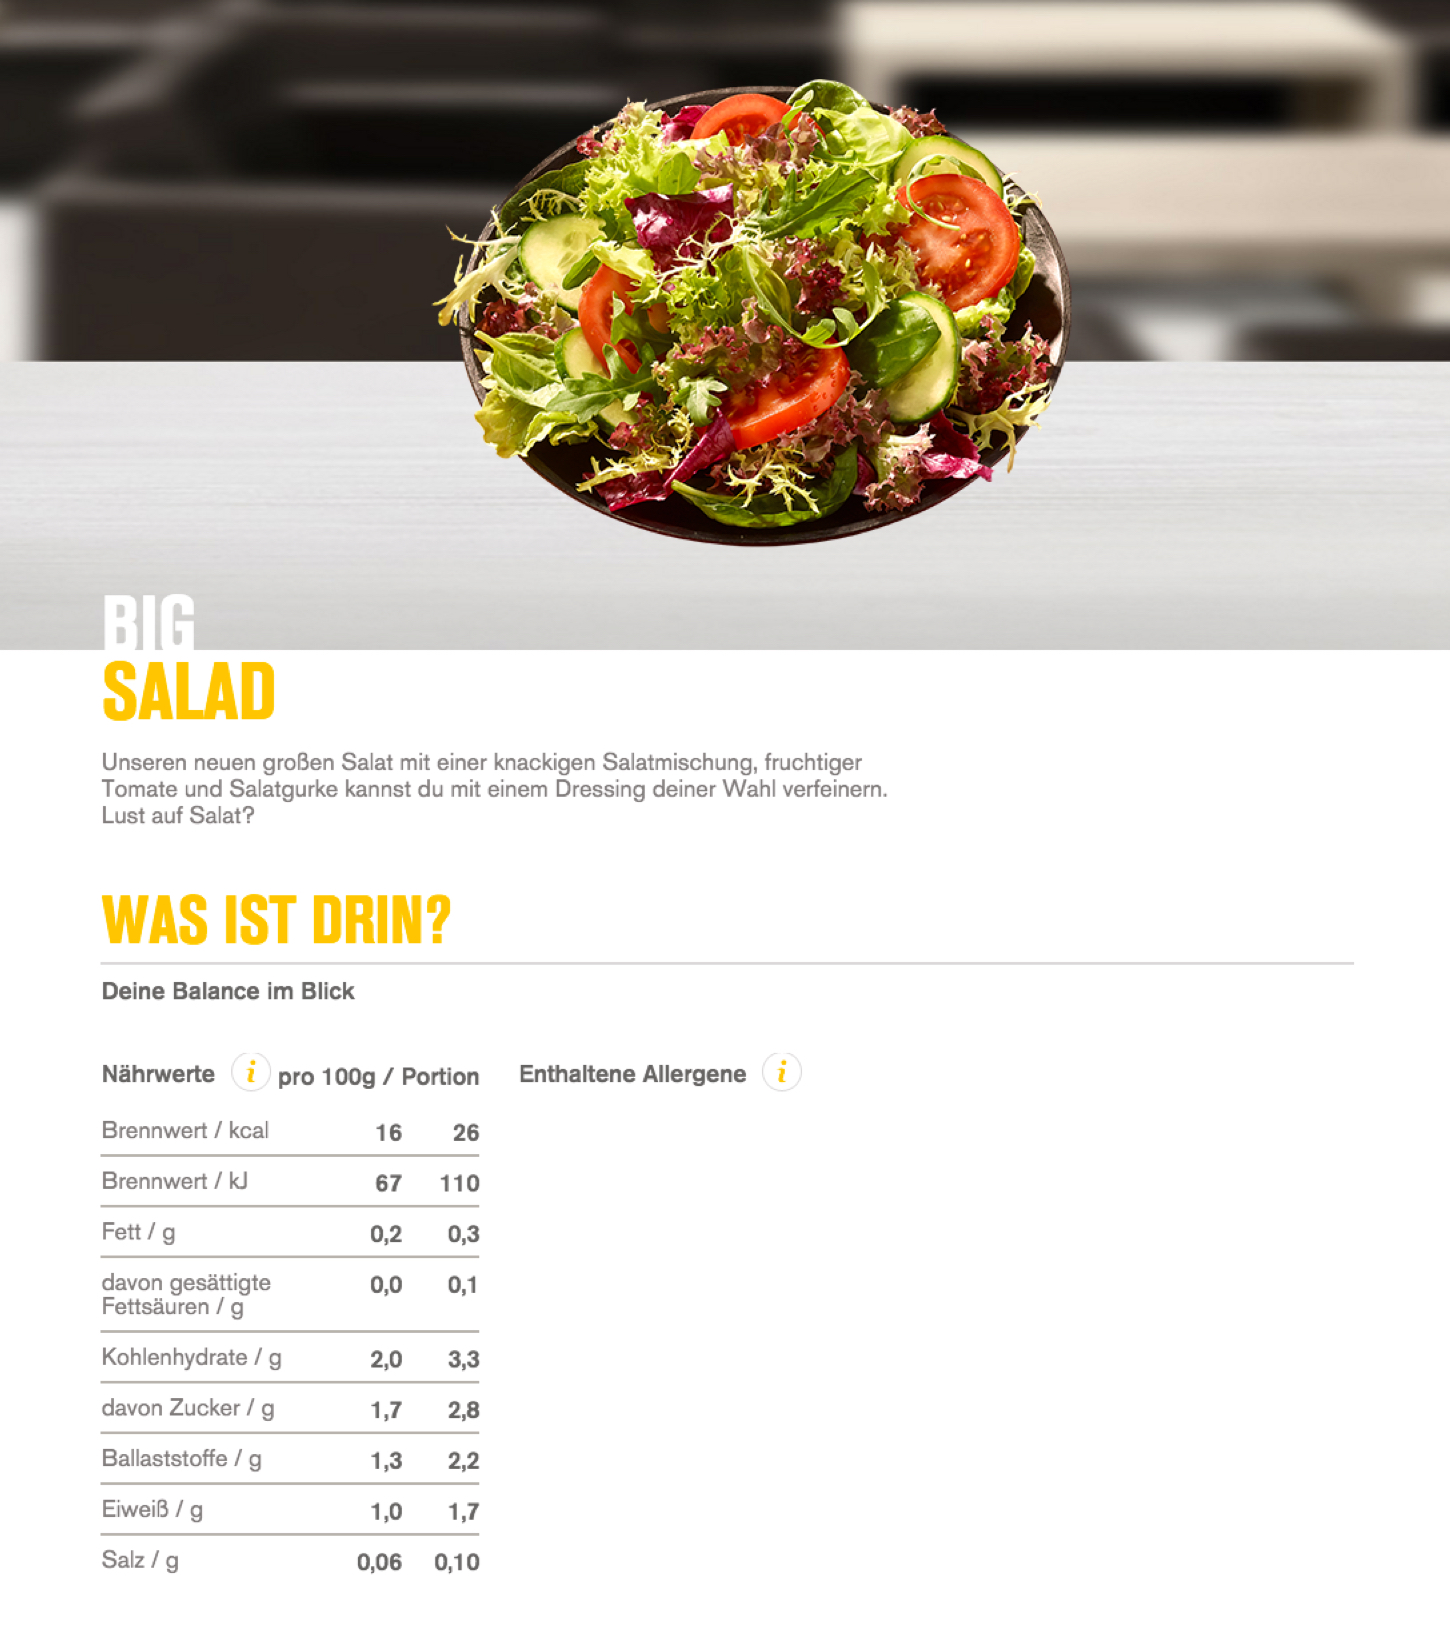 BIG
SALAD
Unseren neuen großen Salat mit einer knackigen Salatmischung, fruchtiger
Tomate und Salatgurke kannst du mit einem Dressing deiner Wahl verfeinern.
Lust auf Salat?
WAS IST DRIN?
Deine Balance im Blick
Nährwerte i pro 100g / Portion
Enthaltene Allergene i
Brennwert / kcal 16 26
Brennwert / kJ 67 110
Fett / g 0,2 0,3
davon gesättigte 0,0 0,1
Fettsäuren / g
Kohlenhydrate / g 2,0 3,3
davon Zucker / g 1,7 2,8
Ballaststoffe / g 1,3 2,2
Eiweiß / g 1,0 1,7
Salz / g 0,06 0,10